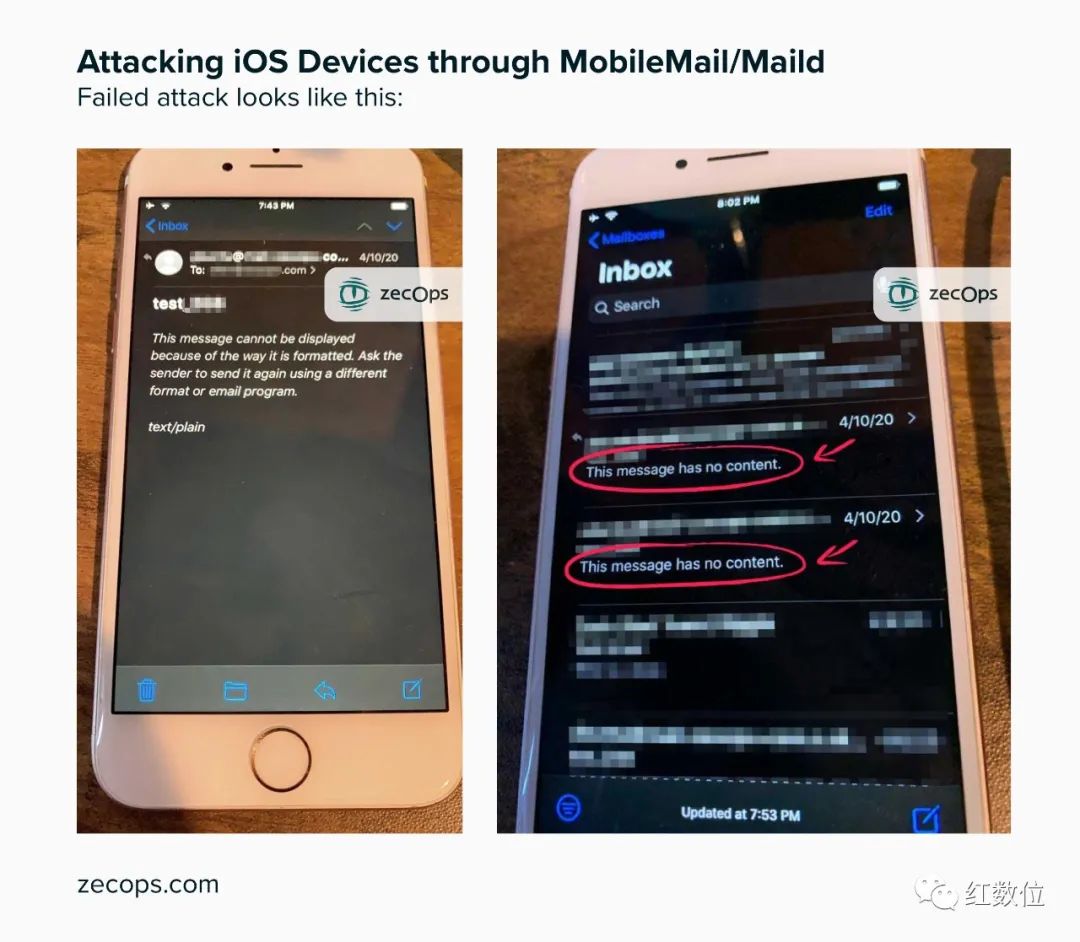 Attacking iOS Devices through MobileMail/Maild
Failed attack looks like this:
7:43 PM
Inbox
co... 4/10/20
To: .com >
zecOps
test_
This message cannot be displayed
because of the way it is formatted. Ask the
sender to send it again using a different
format or email program.
text/plain
8:02 PM
Mailboxes
Edit
Inbox
Search
zecOps
4/10/20
This message has no content.
4/10/20
This message has no content.
Updated at 7:53 PM
zecops.com
红数位